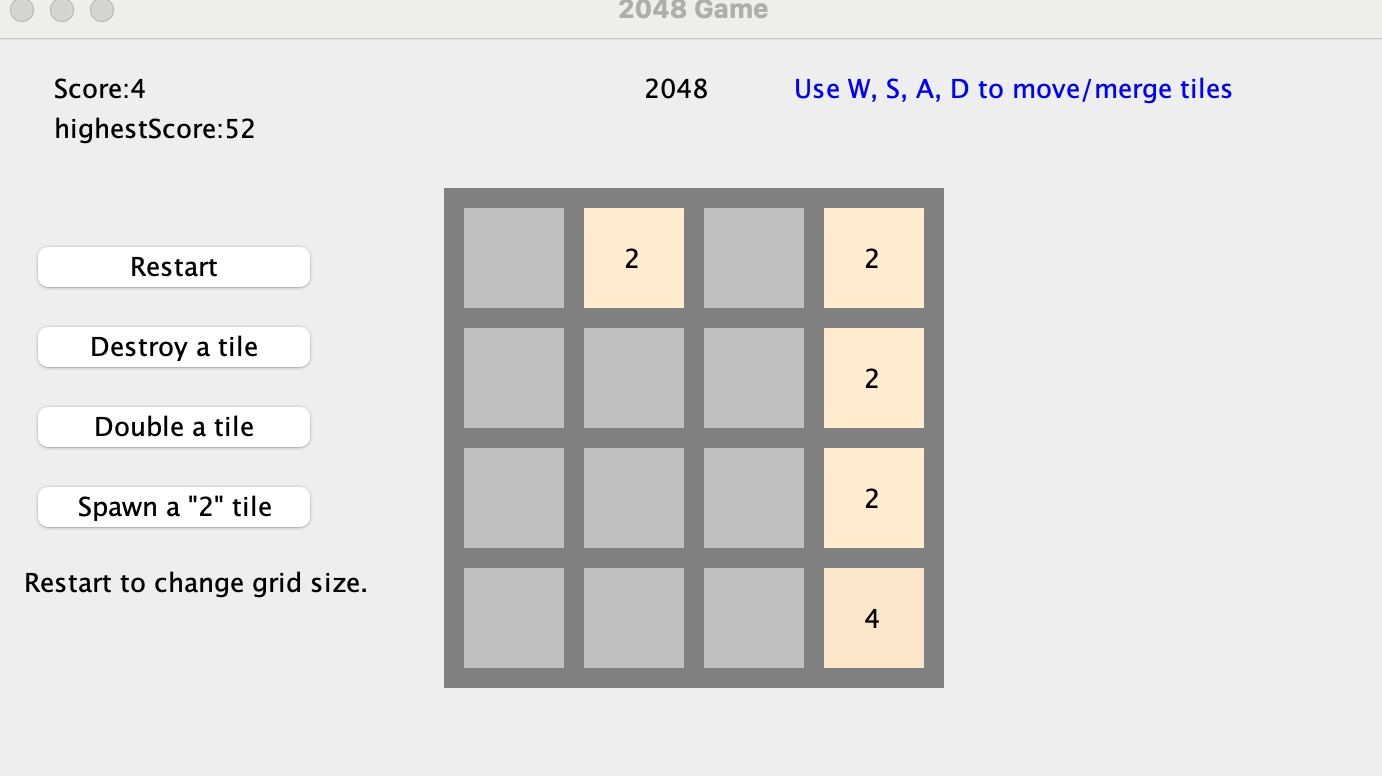 2048 Game
Score:4
2048
Use W, S, A, D to move/merge tiles
highestScore:52
2 2
Restart
2
Destroy a tile
Double a tile
2
Spawn a "2" tile
Restart to change grid size.
4